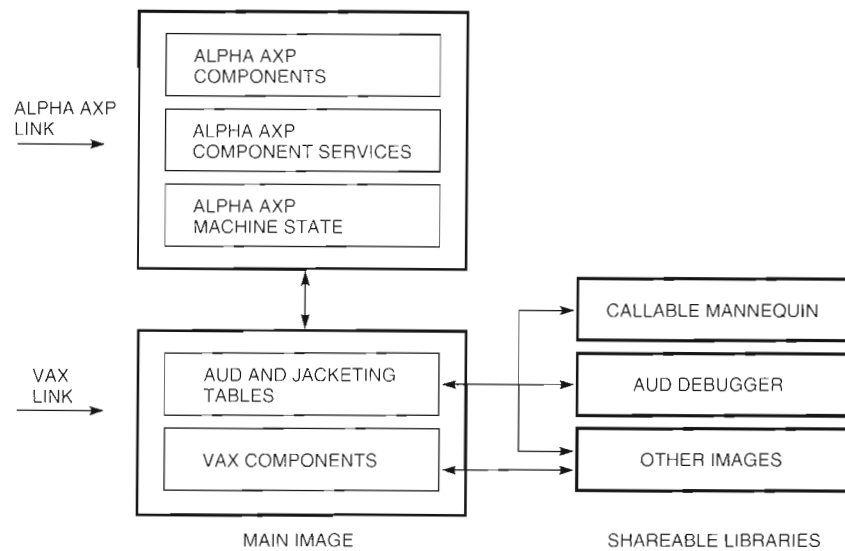 ALPHA AXP
COMPONENTS
ALPHA AXP
LINK
ALPHA AXP
COMPONENT SERVICES
ALPHA AXP
MACHINE STATE
CALLABLE MANNEQUIN
VAX
LINK
AUD AND JACKETING
TABLES
AUD DEBUGGER
VAX COMPONENTS
OTHER IMAGES
MAIN IMAGE
SHAREABLE LIBRARIES